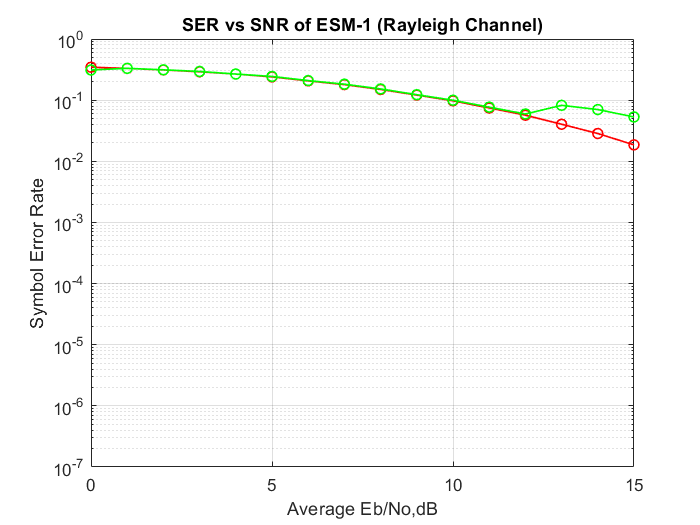 SER vs SNR of ESM-1 (Rayleigh Channel)
10^0
10^-1
10^-2
10^-3
10^-4
10^-5
10^-6
10^-7
Symbol Error Rate
0 5 10 15
Average Eb/No,dB